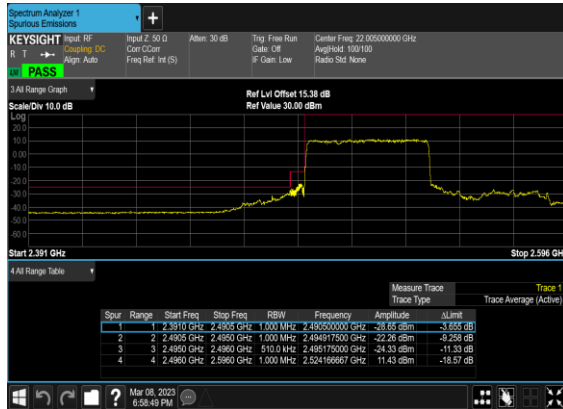 Spectrum Analyzer 1
Spurious Emissions
+
KEYSIGHT Input: RF Input Z: 50 Ω Atten: 30 dB Trig: Free Run Center Freq: 22.005000000 GHz
R T Coupling: DC Corr CCorr Gate: Off Avg|Hold: 100/100
Align: Auto Freq Ref: Int (S) IF Gain: Low Radio Std: None
PASS
3 All Range Graph
Ref Lvl Offset 15.38 dB
Scale/Div 10.0 dB Ref Value 30.00 dBm
Log
20.0
10.0
0.00
-10.0
-20.0
-30.0
-40.0
-50.0
-60.0
Start 2.391 GHz Stop 2.596 GH
4 All Range Table
Measure Trace Trace 1
Trace Type Trace Average (Active)
Spur Range Start Freq Stop Freq RBW Frequency Amplitude ΔLimit
1 1 2.3910 GHz 2.4905 GHz 1.000 MHz 2.490500000 GHz -28.65 dBm -3.655 dB
2 2 2.4905 GHz 2.4950 GHz 1.000 MHz 2.494917500 GHz -22.26 dBm -9.258 dB
3 3 2.4950 GHz 2.4960 GHz 510.0 kHz 2.495175000 GHz -24.33 dBm -11.33 dB
4 4 2.4960 GHz 2.5960 GHz 1.000 MHz 2.524166667 GHz 11.43 dBm -18.57 dB
? Mar 08, 2023
6:58:49 PM